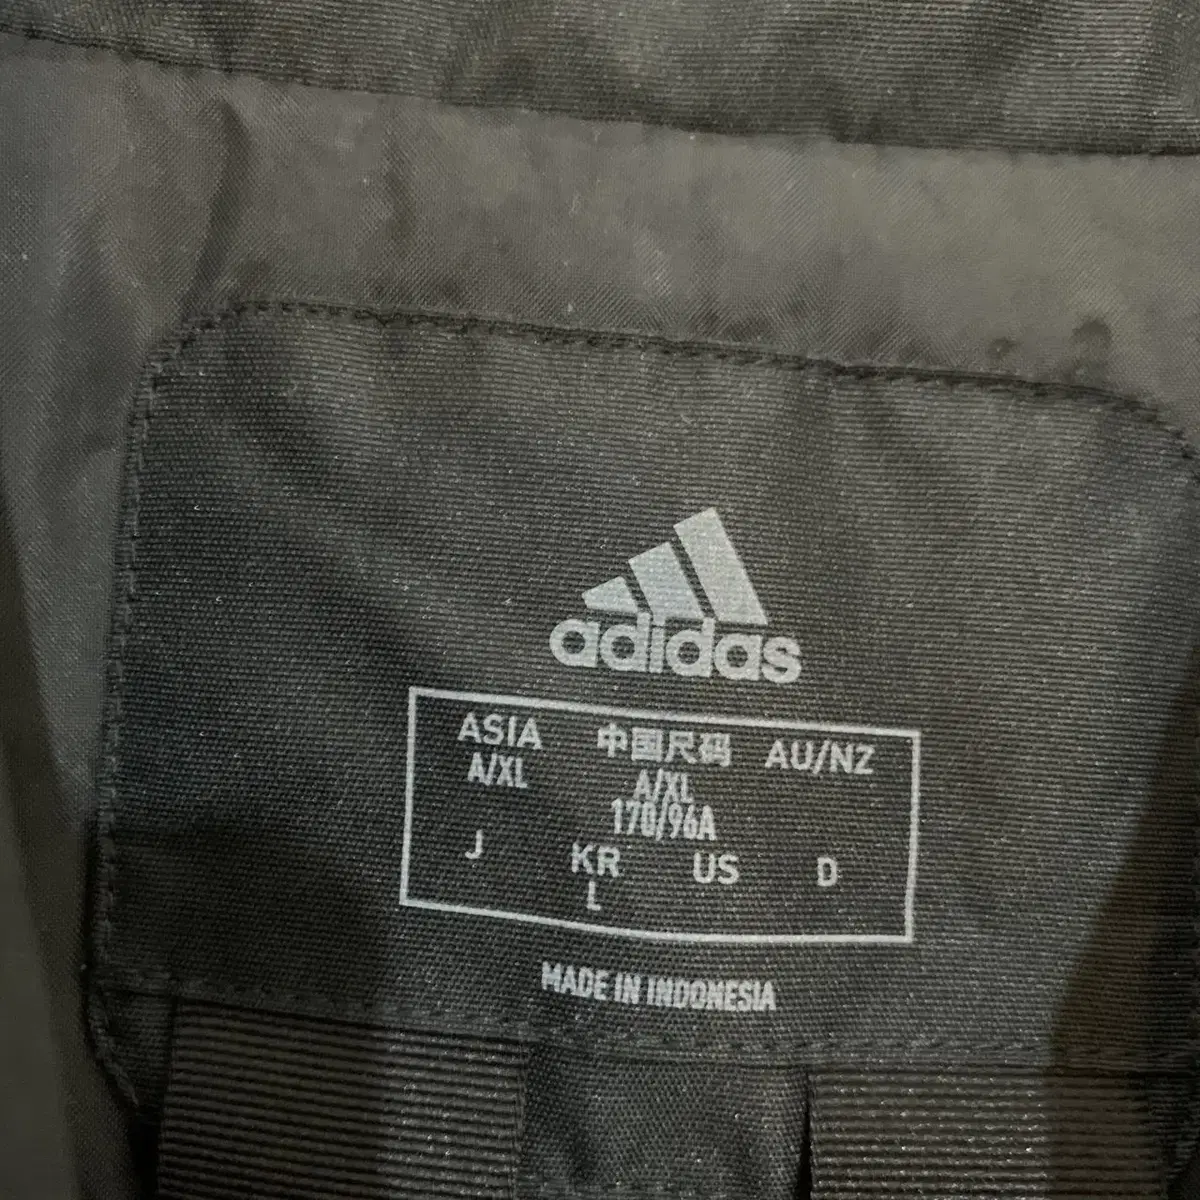 adidas
ASIA 中国尺码 AU/NZ
A/XL A/XL
170/96A
J KR US D
L
MADE IN INDONESIA